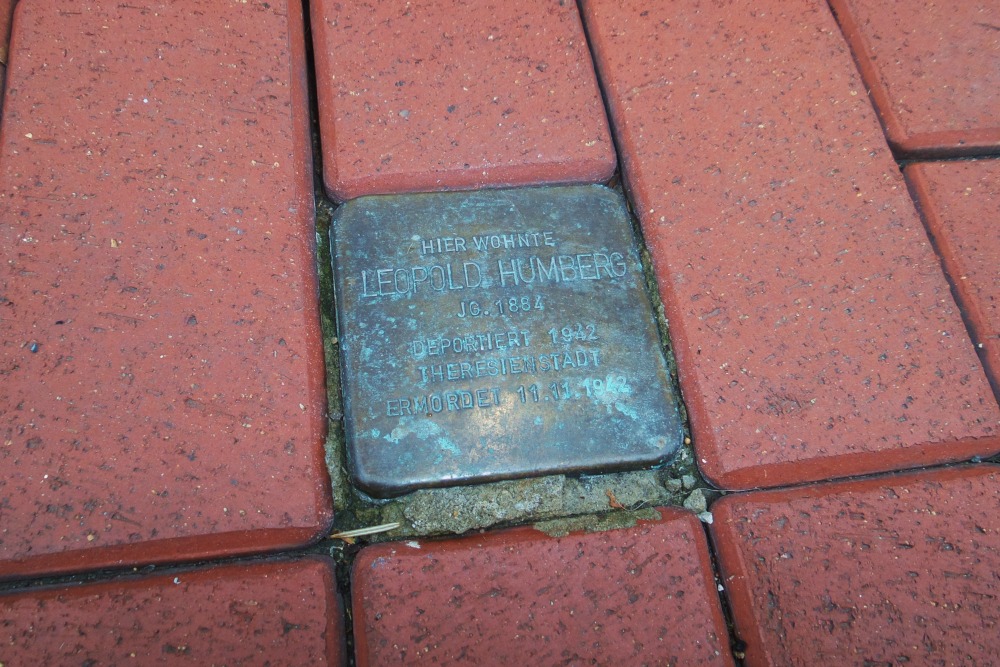 HIER WOHNTE
LEOPOLD HUMBERG
JG. 1884
DEPORTIERT 1942
THERESIENSTADT
ERMORDET 11.11.1942